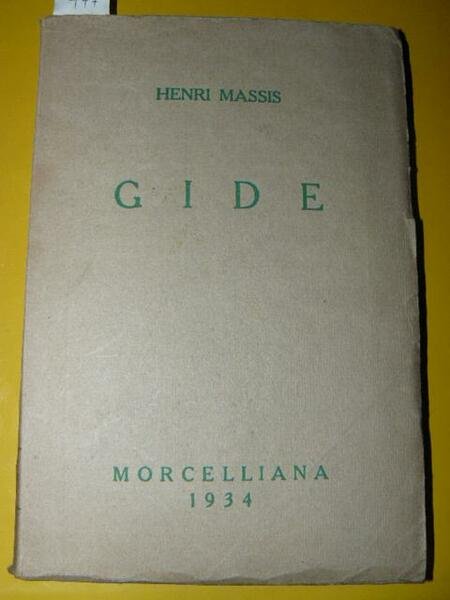 HENRI MASSIS
GIDE
MORCELLIANA
1934